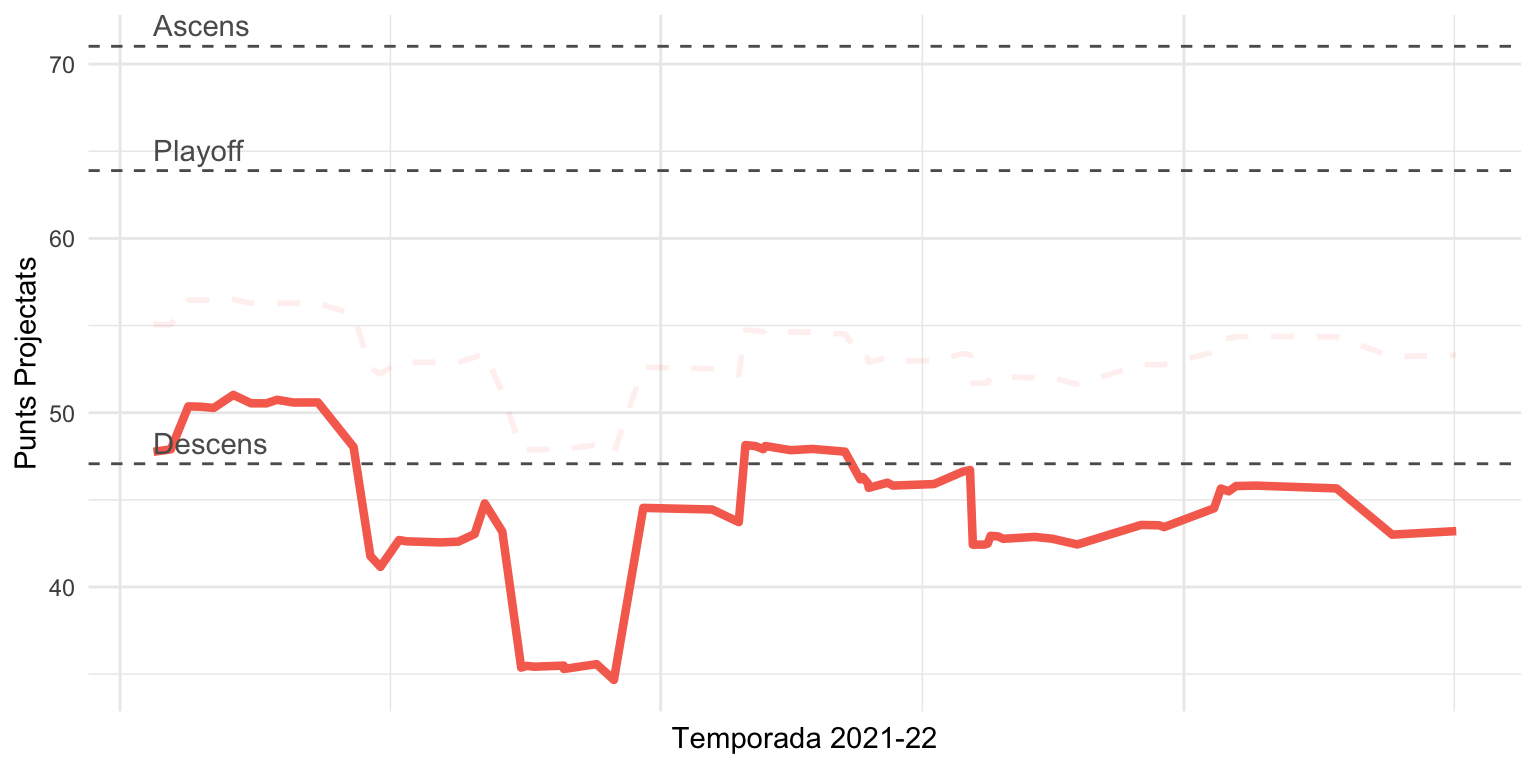 Ascens
70
Playoff
60
50
Descens
40
Punts Projectats
Temporada 2021-22